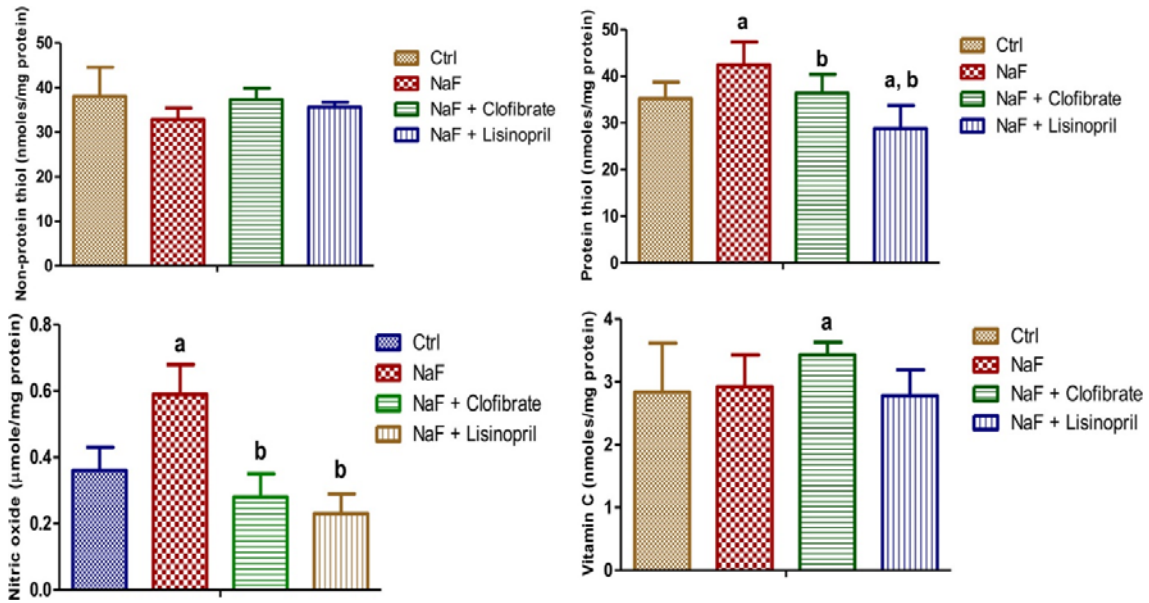 Non-protein thiol (nmoles/mg protein)
50
40
30
20
10
0
Ctrl
NaF
NaF + Clofibrate
NaF + Lisinopril
Protein thiol (nmoles/mg protein)
50
40
30
20
10
0
a
b
a, b
Ctrl
NaF
NaF + Clofibrate
NaF + Lisinopril
Nitric oxide (µmole/mg protein)
0.8
0.6
0.4
0.2
0.0
a
b
b
Ctrl
NaF
NaF + Clofibrate
NaF + Lisinopril
Vitamin C (nmoles/mg protein)
4
3
2
1
0
a
Ctrl
NaF
NaF + Clofibrate
NaF + Lisinopril